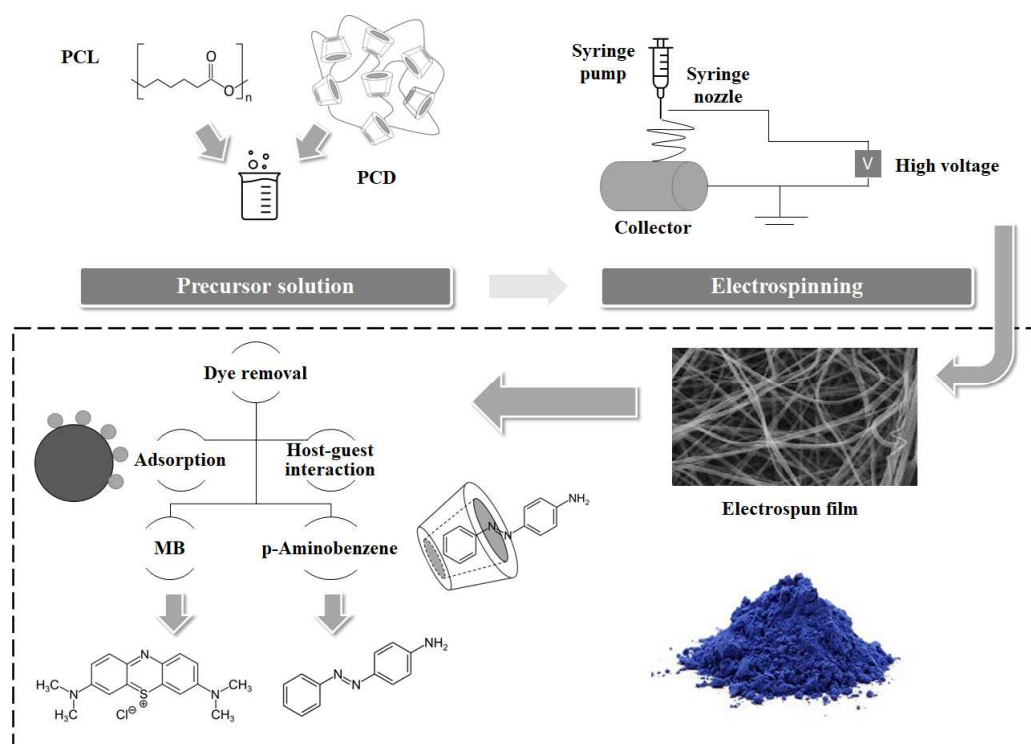 PCL
O
O
n
PCD
Syringe
pump
Syringe
nozzle
V
High voltage
Collector
Precursor solution
Electrospinning
Dye removal
Adsorption
Host-guest
interaction
MB
p-Aminobenzene
NH2
N
N
Electrospun film
N
H3C
N
CH3
S
⊕
Cl⊖
N
CH3
CH3
NH2
N
N